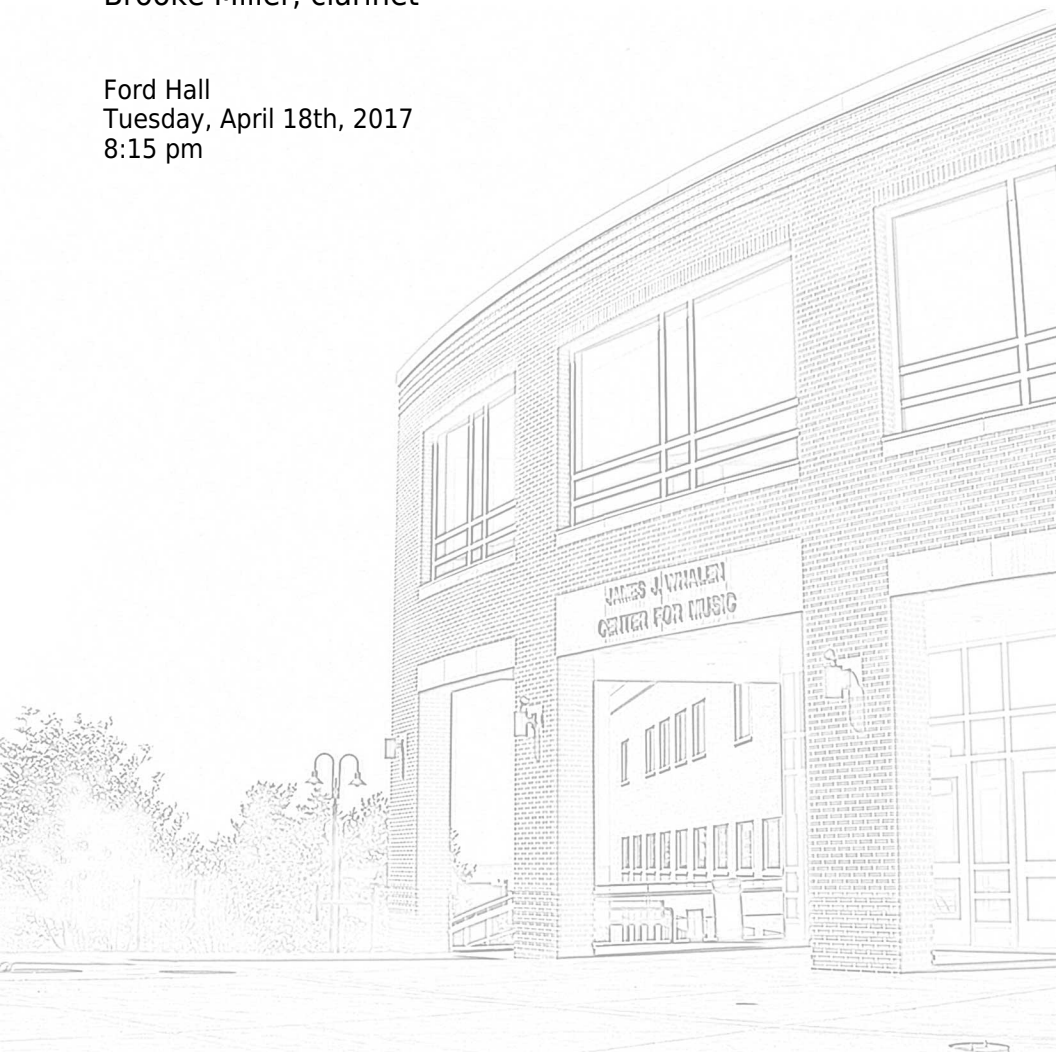 Brooke Miller, clarinet
Ford Hall
Tuesday, April 18th, 2017
8:15 pm
JAMES J. WHALEN
CENTER FOR MUSIC